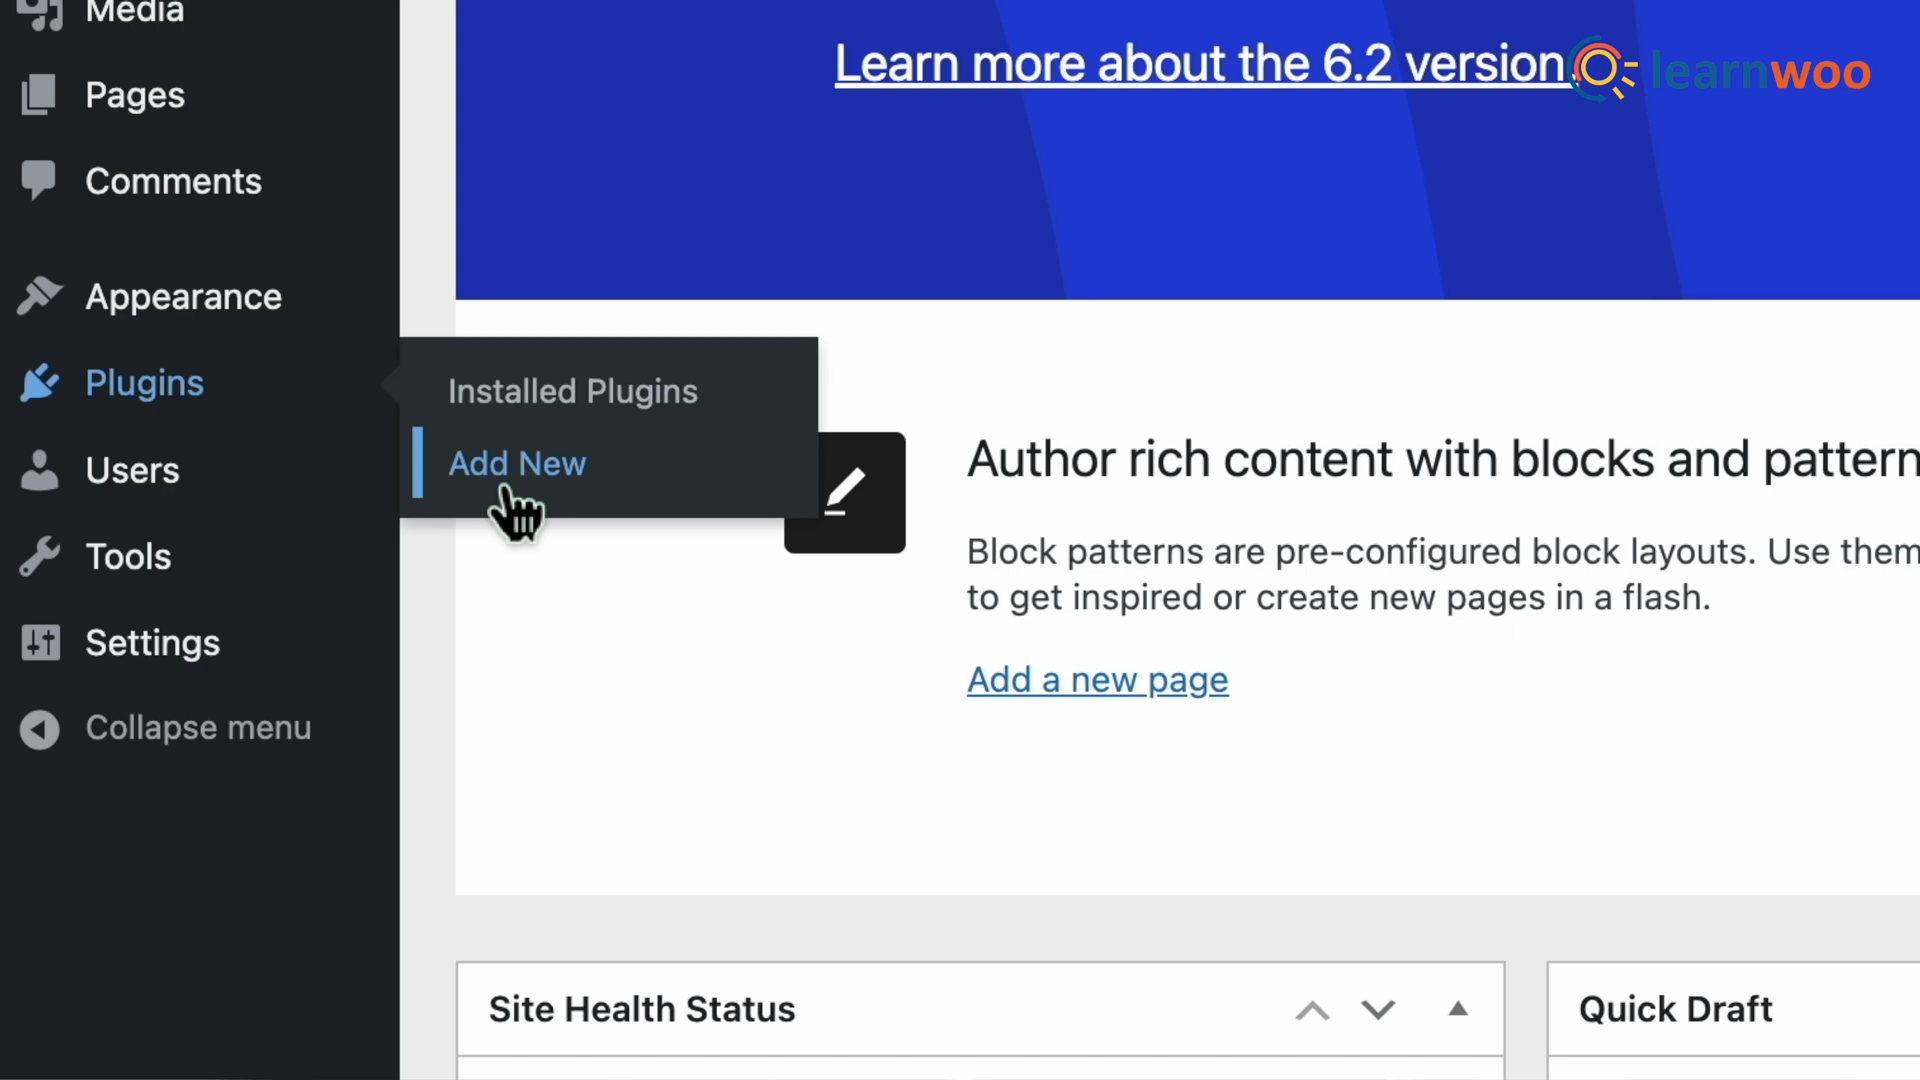 Media
Pages
Comments
Appearance
Plugins
Users
Tools
Settings
Collapse menu
Installed Plugins
Add New
Learn more about the 6.2 version.
learnwoo
Author rich content with blocks and pattern
Block patterns are pre-configured block layouts. Use them
to get inspired or create new pages in a flash.
Add a new page
Site Health Status
Quick Draft